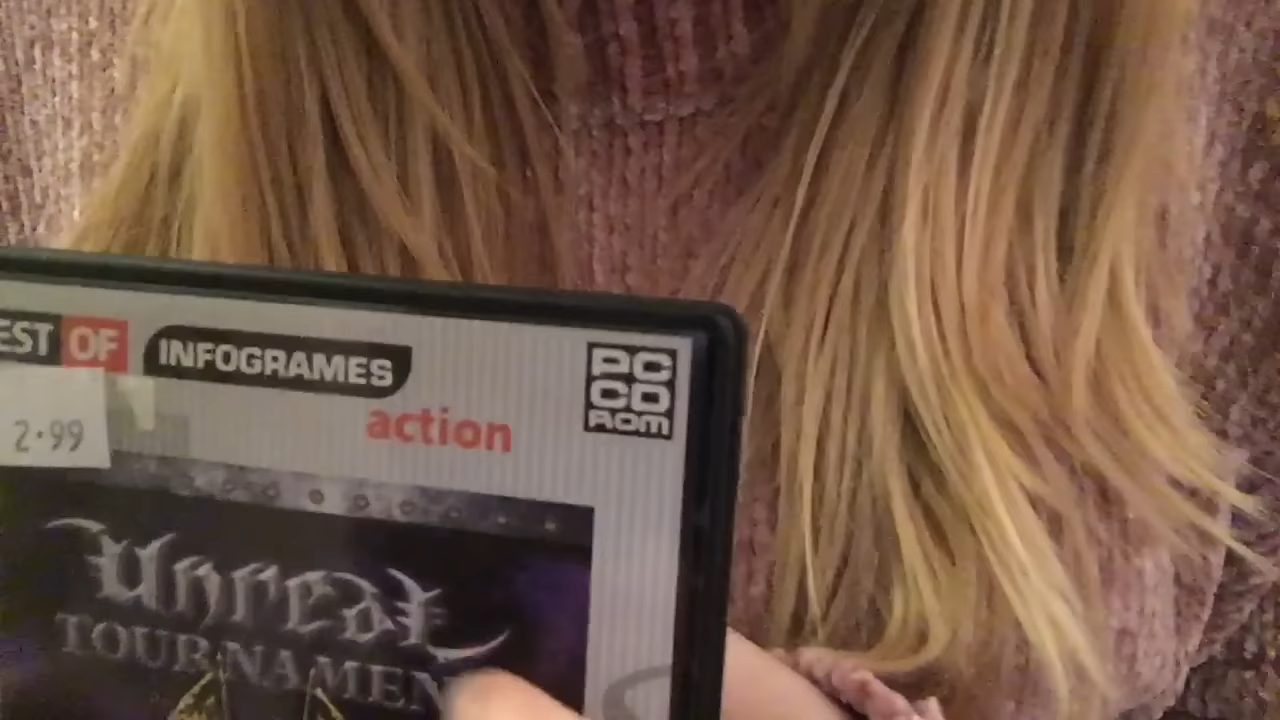 EST OF INFOGRAMES
PC
CD
ROM
action
2.99
Unreal
TOURNAMEN